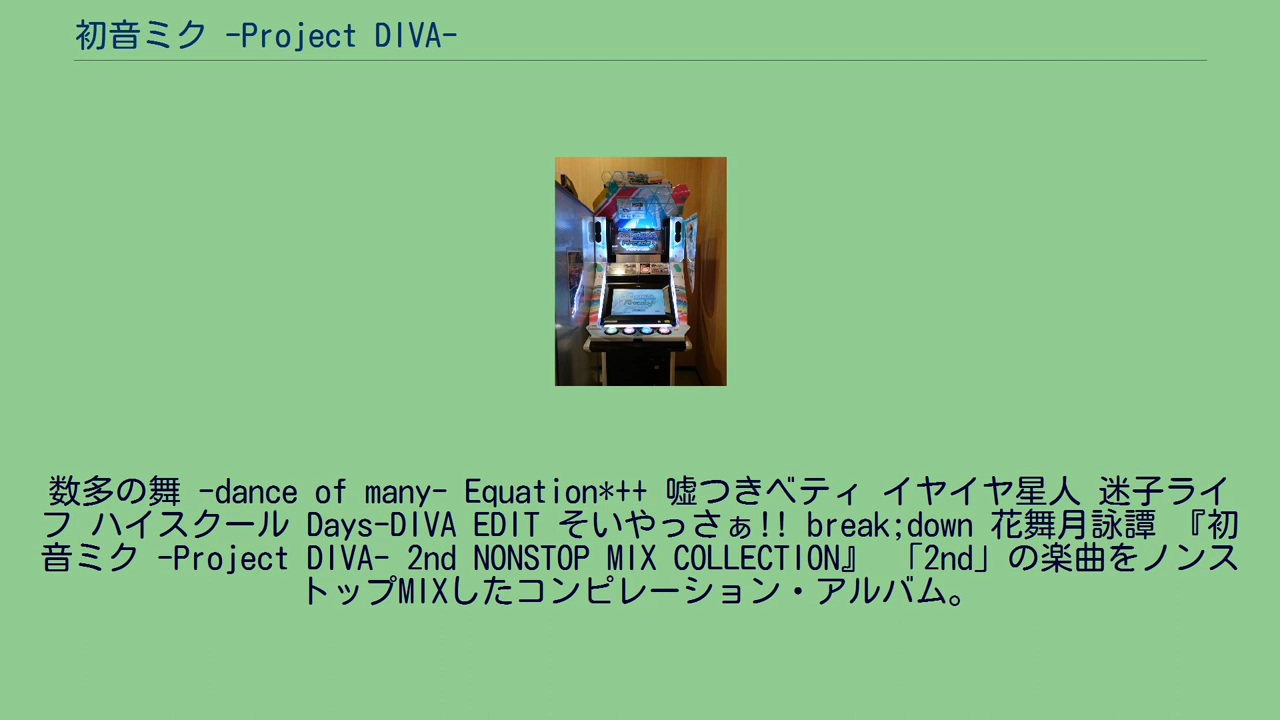 初音ミク -Project DIVA-
数多の舞 -dance of many- Equation*++ 嘘つきベティ イヤイヤ星人 迷子ライ
フ ハイスクール Days-DIVA EDIT そいやっさぁ!! break;down 花舞月詠譚 『初
音ミク -Project DIVA- 2nd NONSTOP MIX COLLECTION』 「2nd」の楽曲をノンス
トップMIXしたコンピレーション・アルバム。